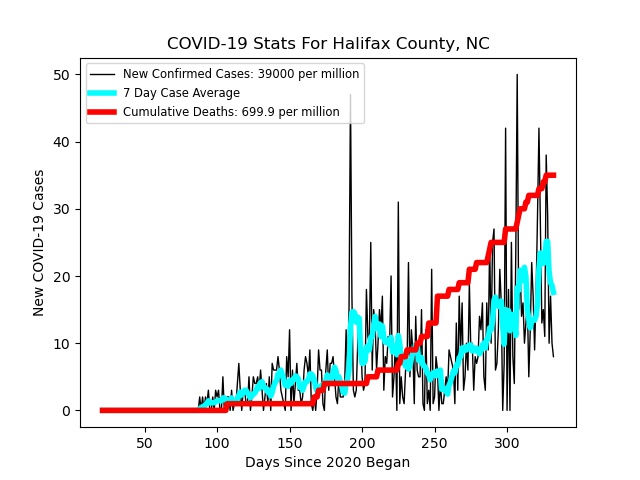 COVID-19 Stats For Halifax County, NC
New Confirmed Cases: 39000 per million
7 Day Case Average
Cumulative Deaths: 699.9 per million
New COVID-19 Cases
50
40
30
20
10
0
50 100 150 200 250 300
Days Since 2020 Began